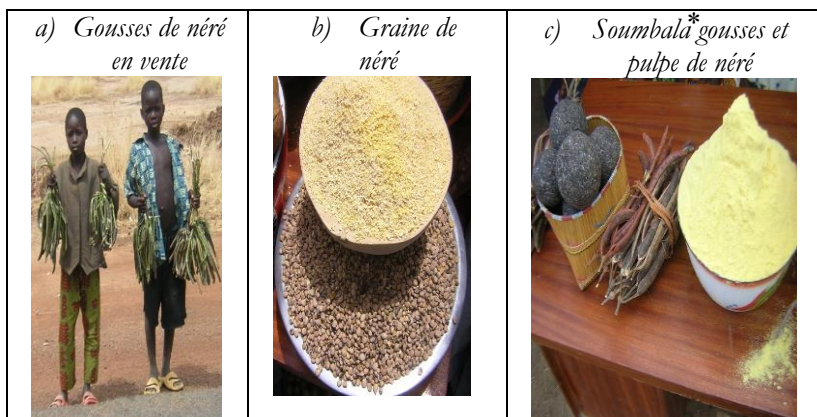 a) Gousses de néré
en vente
b) Graine de
néré
c) Soumbala*gousses et
pulpe de néré